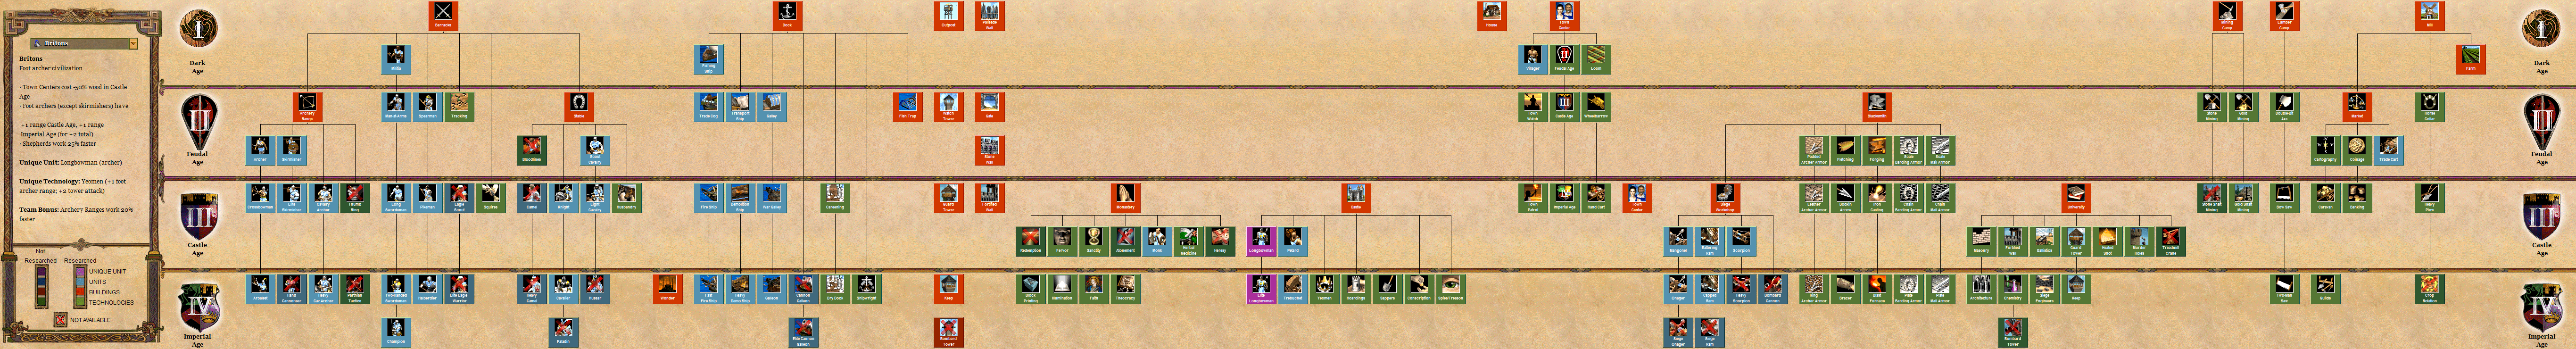 Britons
Britons
Foot archer civilization
· Town Centers cost -50% wood in Castle
Age
· Foot archers (except skirmishers) have
+1 range Castle Age, +1 range
Imperial Age (for +2 total)
· Shepherds work 25% faster
Unique Unit: Longbowman (archer)
Unique Technology: Yeomen (+1 foot
archer range; +2 tower attack)
Team Bonus: Archery Ranges work 20%
faster
Not
Researched
Researched
UNIQUE UNIT
UNITS
BUILDINGS
TECHNOLOGIES
NOT AVAILABLE
I
Dark
Age
Barracks
Dock
Outpost
Palisade
Wall
House
Town
Center
Mining
Camp
Lumber
Camp
Mill
I
Dark
Age
Militia
Fishing
Ship
Villager
Feudal Age
Loom
Farm
II
Feudal
Age
Archery
Range
Man-at-Arms
Spearman
Tracking
Stable
Trade Cog
Transport
Ship
Galley
Fish Trap
Watch
Tower
Gate
Town
Watch
Castle Age
Wheelbarrow
Blacksmith
Stone
Mining
Gold
Mining
Double-Bit
Axe
Market
Horse
Collar
II
Feudal
Age
Archer
Skirmisher
Bloodlines
Scout
Cavalry
Stone
Wall
Padded
Archer Armor
Fletching
Forging
Scale
Barding Armor
Scale
Mail Armor
Cartography
Coinage
Trade Cart
III
Castle
Age
Crossbowman
Elite
Skirmisher
Cavalry
Archer
Thumb
Ring
Long
Swordsman
Pikeman
Eagle
Scout
Squires
Camel
Knight
Light
Cavalry
Husbandry
Fire Ship
Demolition
Ship
War Galley
Careening
Guard
Tower
Fortified
Wall
Monastery
Castle
Town
Patrol
Imperial Age
Hand Cart
Town
Center
Siege
Workshop
Leather
Archer Armor
Bodkin
Arrow
Iron
Casting
Chain
Barding Armor
Chain
Mail Armor
University
Stone Shaft
Mining
Gold Shaft
Mining
Bow Saw
Caravan
Banking
Heavy
Plow
III
Castle
Age
Redemption
Fervor
Sanctity
Atonement
Monk
Herbal
Medicine
Heresy
Longbowman
Petard
Mangonel
Battering
Ram
Scorpion
Masonry
Fortified
Wall
Ballistics
Guard
Tower
Heated
Shot
Murder
Holes
Treadmill
Crane
IV
Imperial
Age
Arbalest
Hand
Cannoneer
Heavy
Cav Archer
Parthian
Tactics
Two-Handed
Swordsman
Halberdier
Elite Eagle
Warrior
Heavy
Camel
Cavalier
Hussar
Wonder
Fast
Fire Ship
Heavy
Demo Ship
Galleon
Cannon
Galleon
Dry Dock
Shipwright
Keep
Block
Printing
Illumination
Faith
Theocracy
Elite
Longbowman
Trebuchet
Yeomen
Hoardings
Sappers
Conscription
Spies/Treason
Onager
Capped
Ram
Heavy
Scorpion
Bombard
Cannon
Ring
Archer Armor
Bracer
Blast
Furnace
Plate
Barding Armor
Plate
Mail Armor
Architecture
Chemistry
Siege
Engineers
Keep
Two-Man
Saw
Guilds
Crop
Rotation
IV
Imperial
Age
Champion
Paladin
Elite Cannon
Galleon
Bombard
Tower
Siege
Onager
Siege
Ram
Bombard
Tower